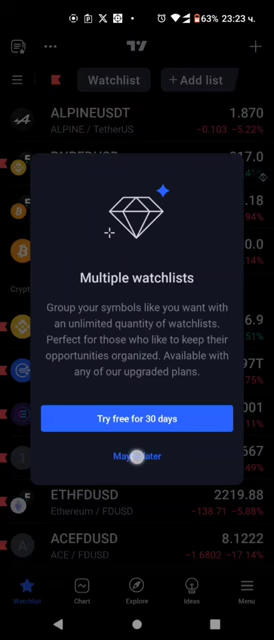 63% 23:23 ч.
Watchlist
+ Add list
ALPINEUSDT 1.870
ALPINE / TetherUS −0.103 −5.22%
Multiple watchlists
Group your symbols like you want with
an unlimited quantity of watchlists.
Perfect for those who like to keep their
opportunities organized. Available with
any of our upgraded plans.
Try free for 30 days
later
ETHFDUSD 2219.88
Ethereum / FDUSD −138.71 −5.88%
ACEFDUSD 8.1222
ACE / FDUSD −1.6802 −17.14%
Watchlist Chart Explore Ideas Menu